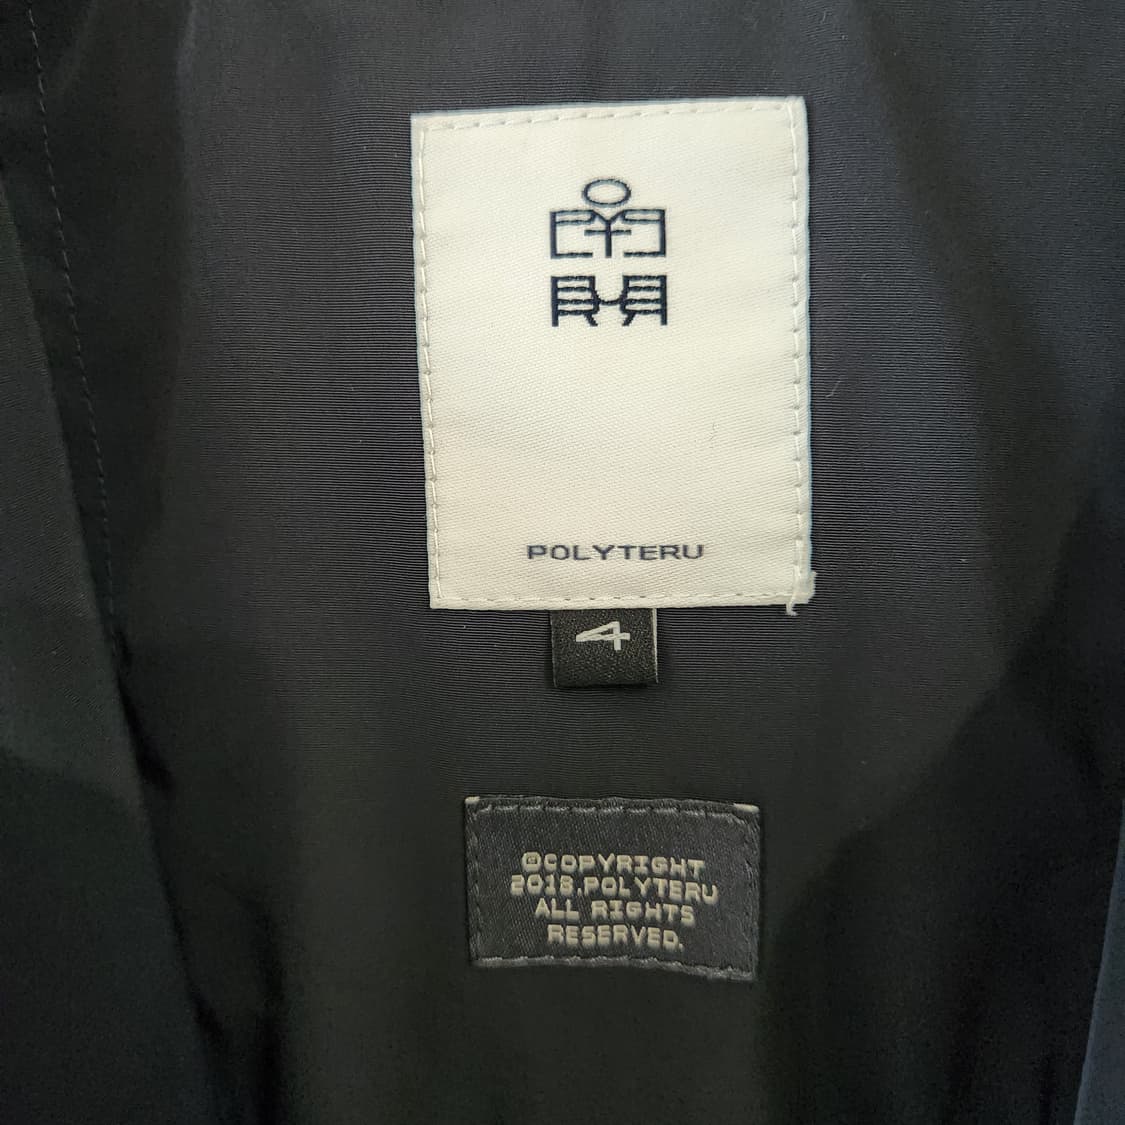 POLYTERU
4
©COPYRIGHT
2018.POLYTERU
ALL RIGHTS
RESERVED.